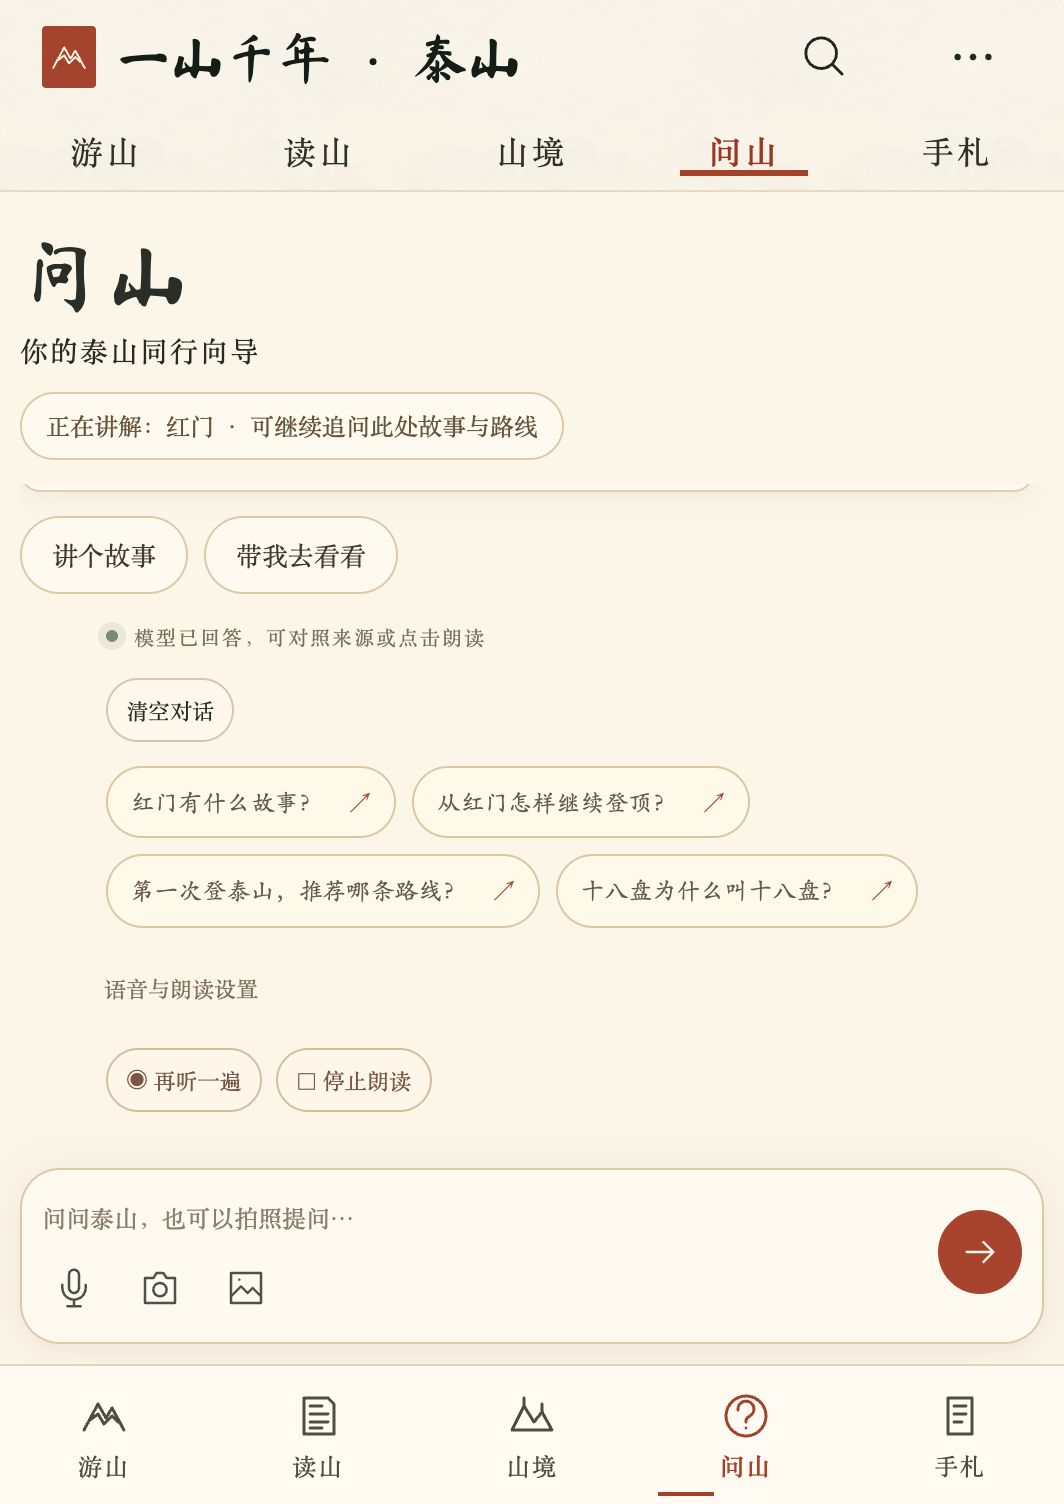 一山千年 · 泰山
游山 读山 山境 问山 手札
问山
你的泰山同行向导
正在讲解：红门 · 可继续追问此处故事与路线
讲个故事 带我去看看
模型已回答，可对照来源或点击朗读
清空对话
红门有什么故事？ 从红门怎样继续登顶？
第一次登泰山，推荐哪条路线？ 十八盘为什么叫十八盘？
语音与朗读设置
◉ 再听一遍 □ 停止朗读
问问泰山，也可以拍照提问…
游山 读山 山境 问山 手札